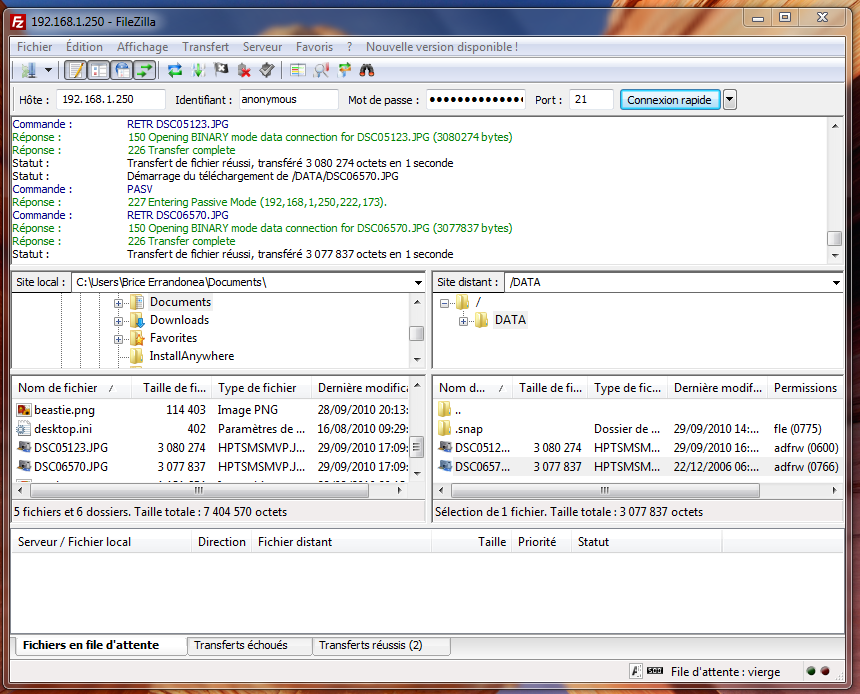 192.168.1.250 - FileZilla
Fichier Édition Affichage Transfert Serveur Favoris ? Nouvelle version disponible !
Hôte : 192.168.1.250 Identifiant : anonymous Mot de passe : ●●●●●●●●●●●●●● Port : 21 Connexion rapide
Commande : RETR DSC05123.JPG
Réponse : 150 Opening BINARY mode data connection for DSC05123.JPG (3080274 bytes)
Réponse : 226 Transfer complete
Statut : Transfert de fichier réussi, transféré 3 080 274 octets en 1 seconde
Statut : Démarrage du téléchargement de /DATA/DSC06570.JPG
Commande : PASV
Réponse : 227 Entering Passive Mode (192,168,1,250,222,173).
Commande : RETR DSC06570.JPG
Réponse : 150 Opening BINARY mode data connection for DSC06570.JPG (3077837 bytes)
Réponse : 226 Transfer complete
Statut : Transfert de fichier réussi, transféré 3 077 837 octets en 1 seconde
Site local : C:\Users\Brice Errandonea\Documents\
Documents
Downloads
Favorites
InstallAnywhere
Site distant : /DATA
/
DATA
Nom de fichier Taille de fi... Type de fichier Dernière modifica
beastie.png 114 403 Image PNG 28/09/2010 20:13:
desktop.ini 402 Paramètres de ... 16/08/2010 09:29:
DSC05123.JPG 3 080 274 HPTSMSMVP.J... 29/09/2010 17:09:
DSC06570.JPG 3 077 837 HPTSMSMVP.J... 29/09/2010 17:09:
5 fichiers et 6 dossiers. Taille totale : 7 404 570 octets
Nom d... Taille de fi... Type de fic... Dernière modif... Permissions
..
.snap Dossier de ... 29/09/2010 14:... fle (0775)
DSC0512... 3 080 274 HPTSMSM... 29/09/2010 16:... adfrw (0600)
DSC0657... 3 077 837 HPTSMSM... 22/12/2006 06:... adfrw (0766)
Sélection de 1 fichier. Taille totale : 3 077 837 octets
Serveur / Fichier local Direction Fichier distant Taille Priorité Statut
Fichiers en file d'attente Transferts échoués Transferts réussis (2)
File d'attente : vierge